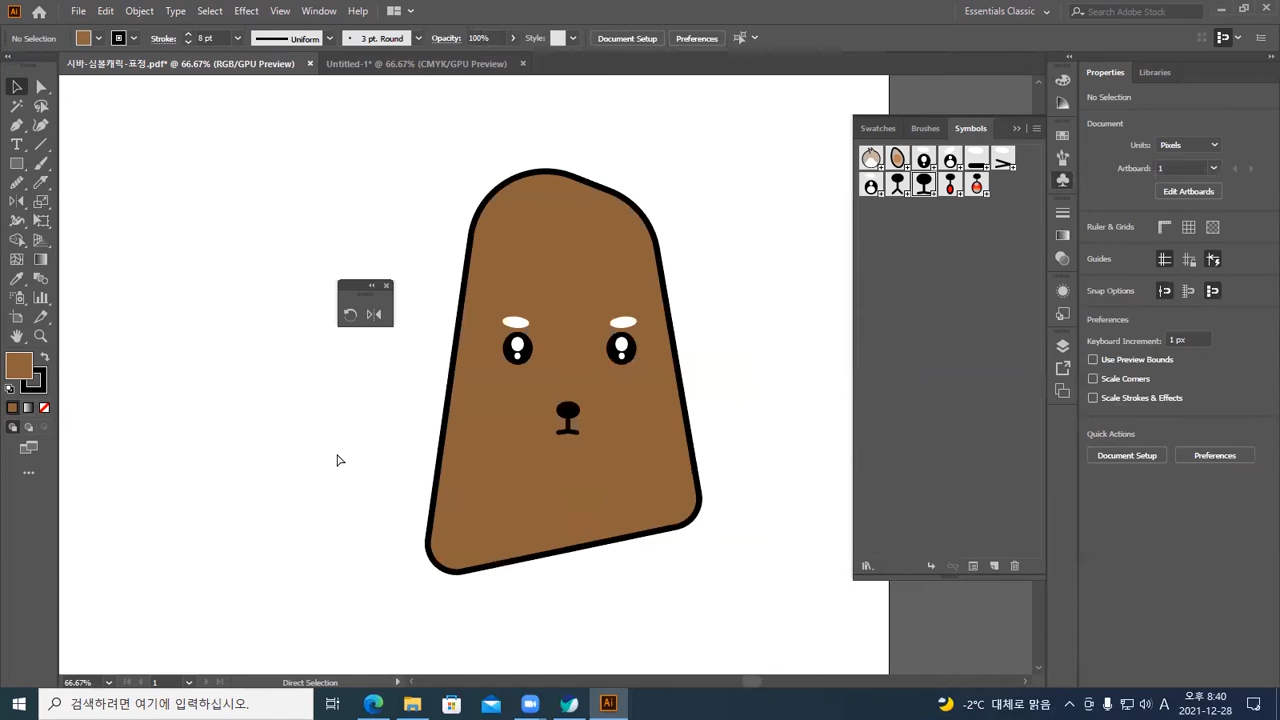 Ai File Edit Object Type Select Effect View Window Help Essentials Classic Search Adobe Stock
No Selection Stroke: 8 pt Uniform 3 pt. Round Opacity: 100% Style: Document Setup Preferences
시바-심볼캐릭-표정.pdf* @ 66.67% (RGB/GPU Preview) × Untitled-1* @ 66.67% (CMYK/GPU Preview) ×
Properties Libraries
No Selection
Document
Units: Pixels
Artboard: 1
Edit Artboards
Ruler & Grids
Guides
Snap Options
Preferences
Keyboard Increment: 1 px
Use Preview Bounds
Scale Corners
Scale Strokes & Effects
Quick Actions
Document Setup Preferences
Swatches Brushes Symbols
66.67% 1 Direct Selection
검색하려면 여기에 입력하십시오.
Ai
-2°C 대체로 맑음 A
오후 8:40
2021-12-28